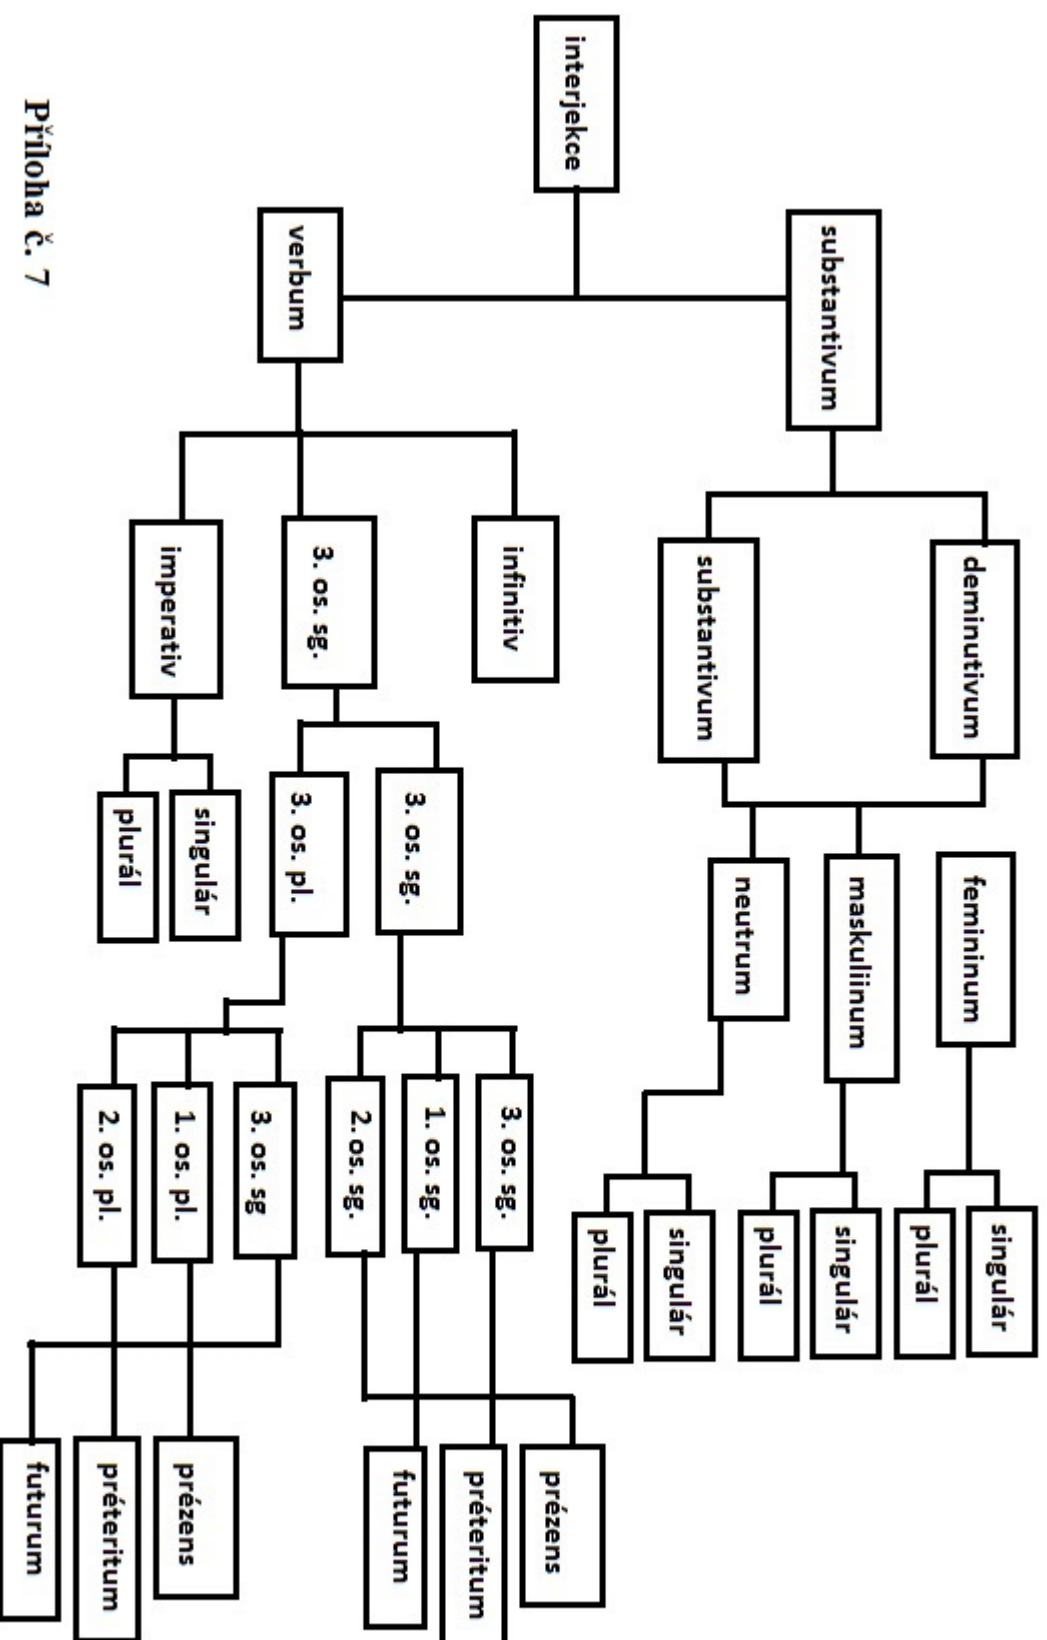 interjekce
substantivum
verbum
deminutivum
substantivum
infinitiv
3. os. sg.
imperativ
femininum
maskuliinum
neutrum
3. os. sg.
3. os. pl.
singulár
plurál
singulár
plurál
singulár
plurál
singulár
plurál
3. os. sg.
1. os. sg.
2. os. sg.
3. os. sg
1. os. pl.
2. os. pl.
prézens
préteritum
futurum
prézens
préteritum
futurum
Příloha č. 7